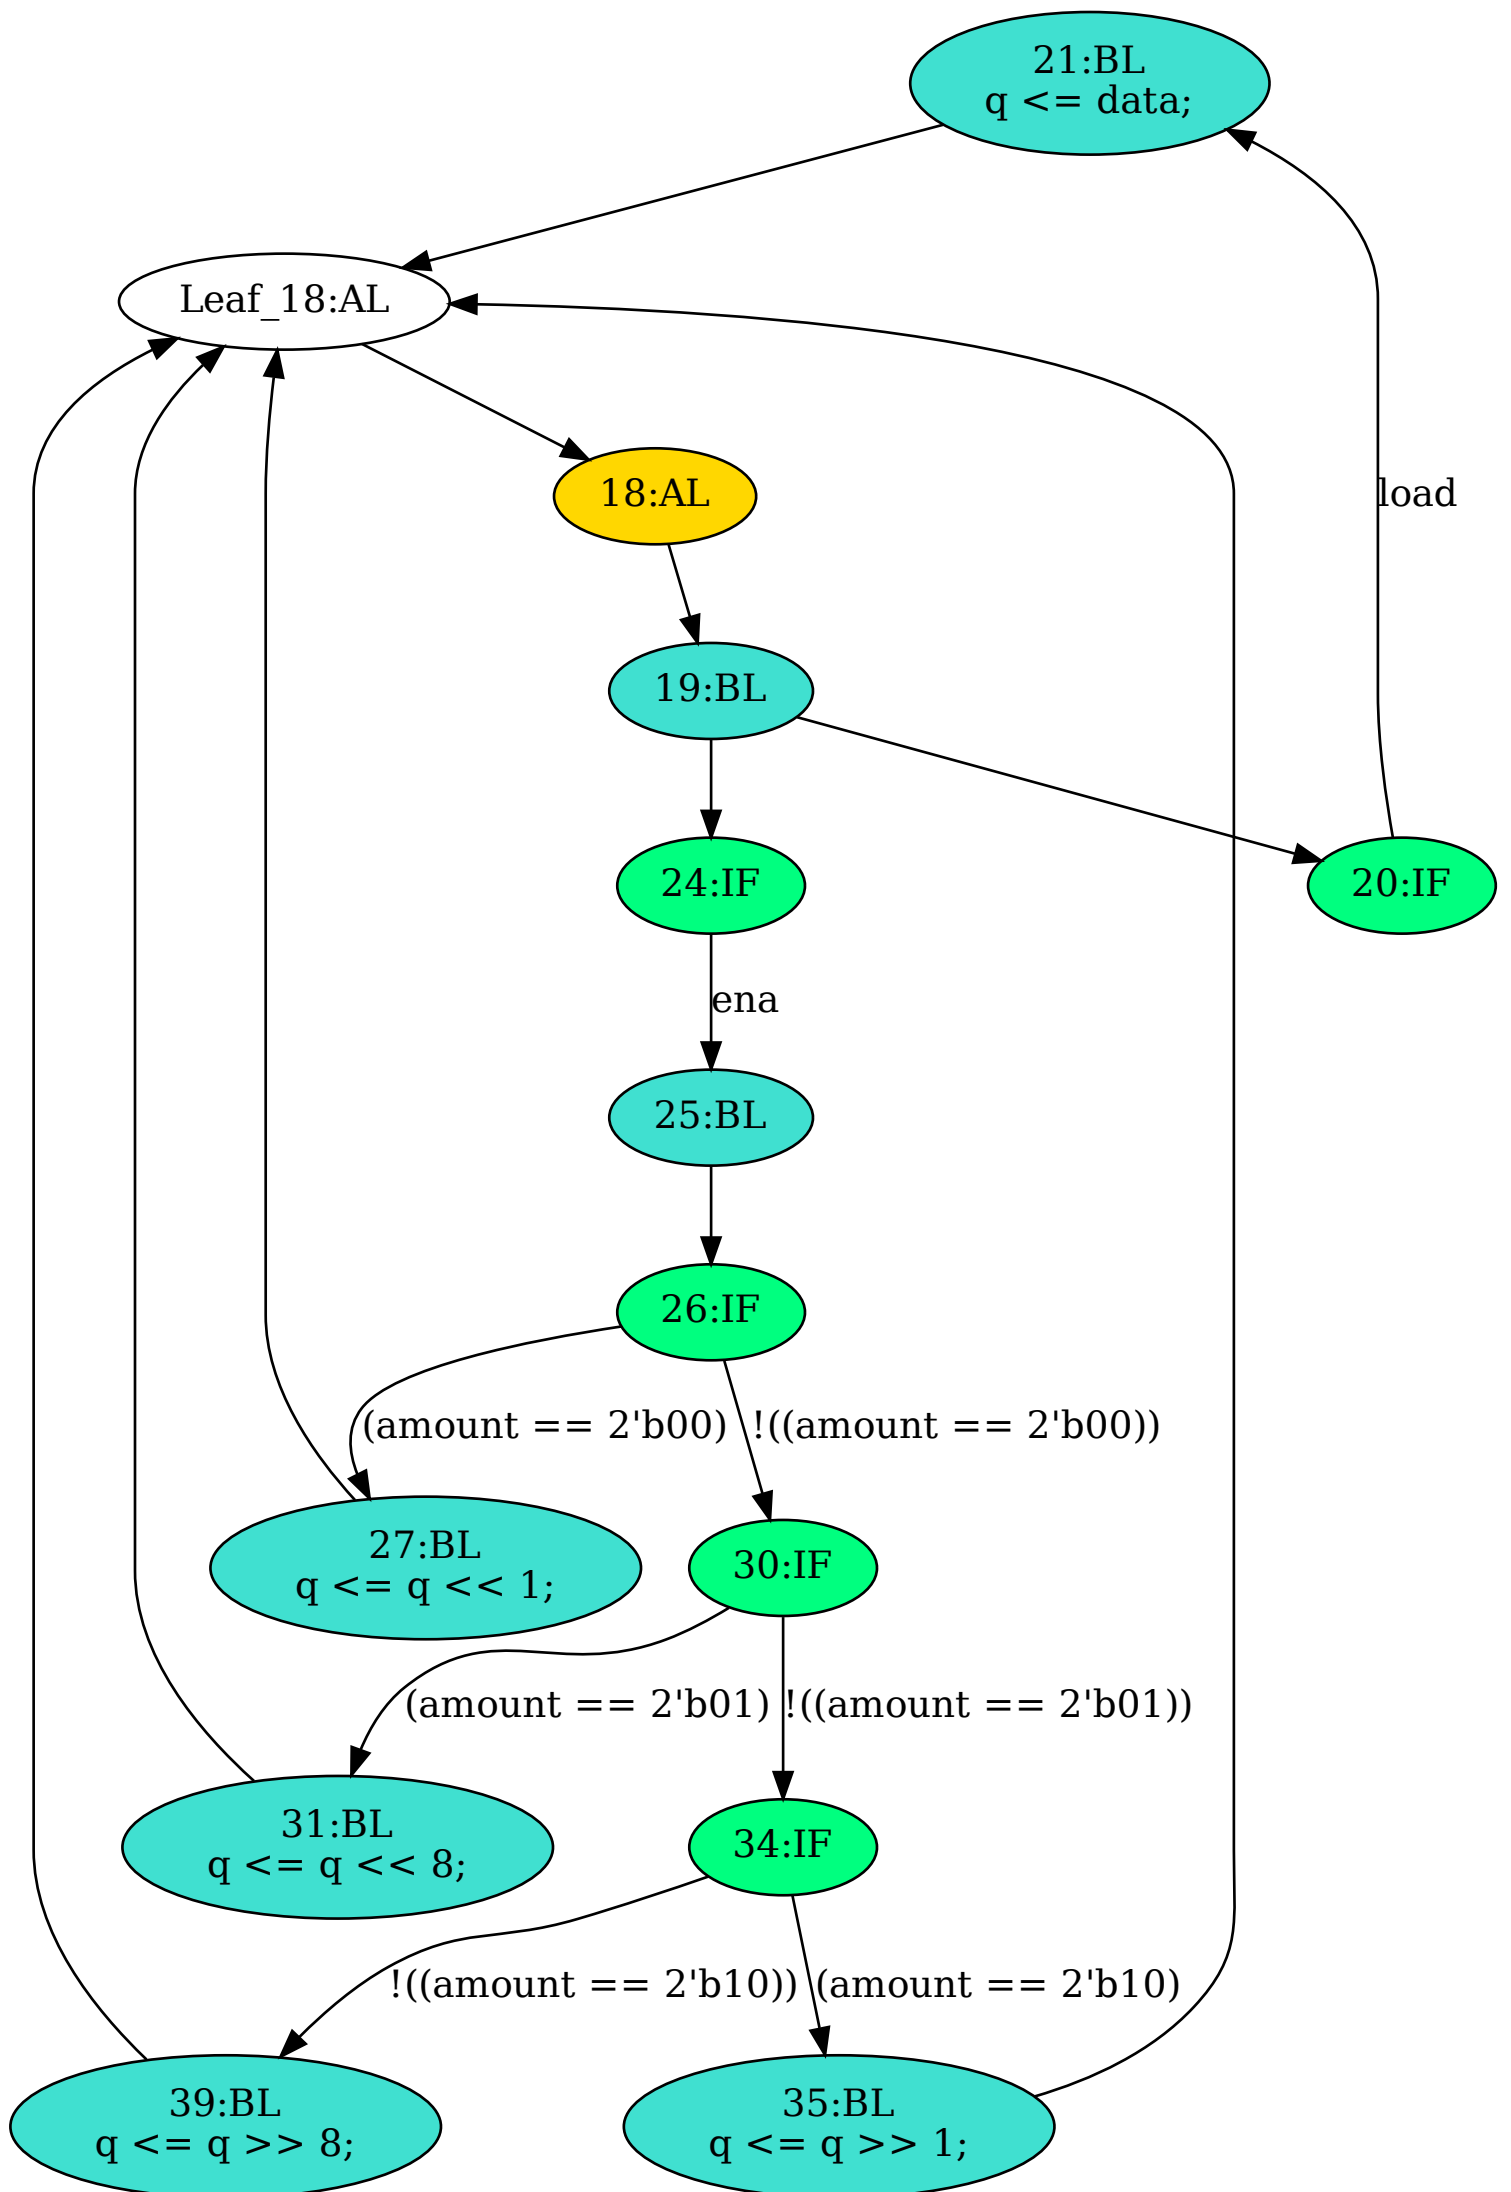 21:BL
q <= data;
Leaf_18:AL
18:AL
load
19:BL
24:IF
20:IF
ena
25:BL
26:IF
(amount == 2'b00)
!((amount == 2'b00))
27:BL
q <= q << 1;
30:IF
(amount == 2'b01)
!((amount == 2'b01))
31:BL
q <= q << 8;
34:IF
!((amount == 2'b10))
(amount == 2'b10)
39:BL
q <= q >> 8;
35:BL
q <= q >> 1;